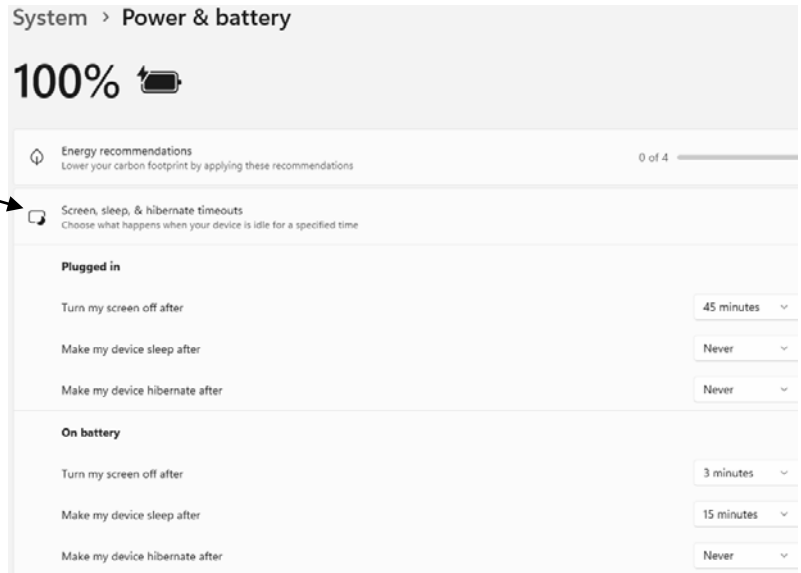 System > Power & battery
100%
Energy recommendations
Lower your carbon footprint by applying these recommendations
0 of 4
Screen, sleep, & hibernate timeouts
Choose what happens when your device is idle for a specified time
Plugged in
Turn my screen off after
45 minutes
Make my device sleep after
Never
Make my device hibernate after
Never
On battery
Turn my screen off after
3 minutes
Make my device sleep after
15 minutes
Make my device hibernate after
Never